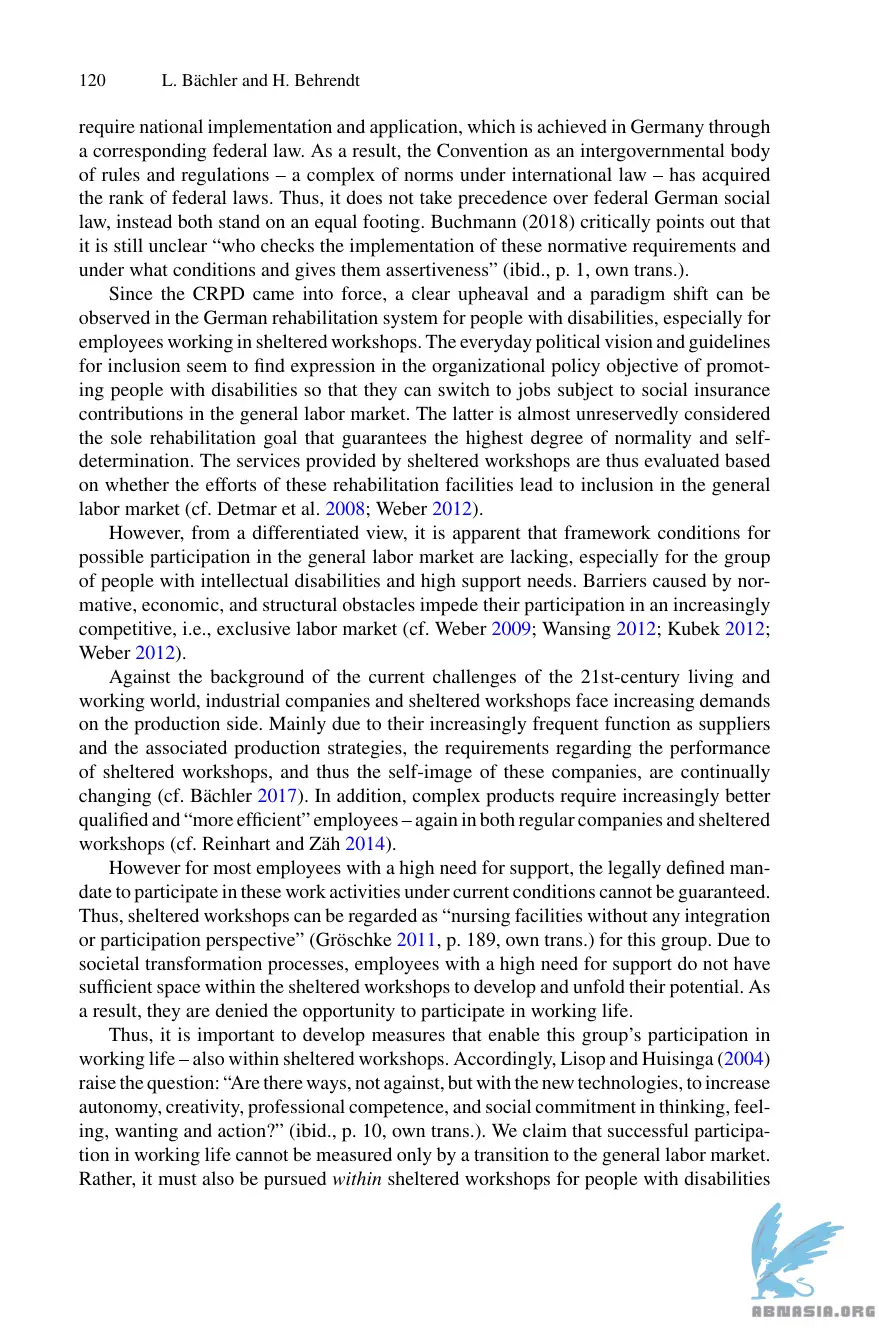 120 L. Bächler and H. Behrendt
require national implementation and application, which is achieved in Germany through
a corresponding federal law. As a result, the Convention as an intergovernmental body
of rules and regulations – a complex of norms under international law – has acquired
the rank of federal laws. Thus, it does not take precedence over federal German social
law, instead both stand on an equal footing. Buchmann (2018) critically points out that
it is still unclear “who checks the implementation of these normative requirements and
under what conditions and gives them assertiveness” (ibid., p. 1, own trans.).
Since the CRPD came into force, a clear upheaval and a paradigm shift can be
observed in the German rehabilitation system for people with disabilities, especially for
employees working in sheltered workshops. The everyday political vision and guidelines
for inclusion seem to find expression in the organizational policy objective of promot-
ing people with disabilities so that they can switch to jobs subject to social insurance
contributions in the general labor market. The latter is almost unreservedly considered
the sole rehabilitation goal that guarantees the highest degree of normality and self-
determination. The services provided by sheltered workshops are thus evaluated based
on whether the efforts of these rehabilitation facilities lead to inclusion in the general
labor market (cf. Detmar et al. 2008; Weber 2012).
However, from a differentiated view, it is apparent that framework conditions for
possible participation in the general labor market are lacking, especially for the group
of people with intellectual disabilities and high support needs. Barriers caused by nor-
mative, economic, and structural obstacles impede their participation in an increasingly
competitive, i.e., exclusive labor market (cf. Weber 2009; Wansing 2012; Kubek 2012;
Weber 2012).
Against the background of the current challenges of the 21st-century living and
working world, industrial companies and sheltered workshops face increasing demands
on the production side. Mainly due to their increasingly frequent function as suppliers
and the associated production strategies, the requirements regarding the performance
of sheltered workshops, and thus the self-image of these companies, are continually
changing (cf. Bächler 2017). In addition, complex products require increasingly better
qualified and “more efficient” employees – again in both regular companies and sheltered
workshops (cf. Reinhart and Zäh 2014).
However for most employees with a high need for support, the legally defined man-
date to participate in these work activities under current conditions cannot be guaranteed.
Thus, sheltered workshops can be regarded as “nursing facilities without any integration
or participation perspective” (Gröschke 2011, p. 189, own trans.) for this group. Due to
societal transformation processes, employees with a high need for support do not have
sufficient space within the sheltered workshops to develop and unfold their potential. As
a result, they are denied the opportunity to participate in working life.
Thus, it is important to develop measures that enable this group’s participation in
working life – also within sheltered workshops. Accordingly, Lisop and Huisinga (2004)
raise the question: “Are there ways, not against, but with the new technologies, to increase
autonomy, creativity, professional competence, and social commitment in thinking, feel-
ing, wanting and action?” (ibid., p. 10, own trans.). We claim that successful participa-
tion in working life cannot be measured only by a transition to the general labor market.
Rather, it must also be pursued within sheltered workshops for people with disabilities
ABNASIA.ORG